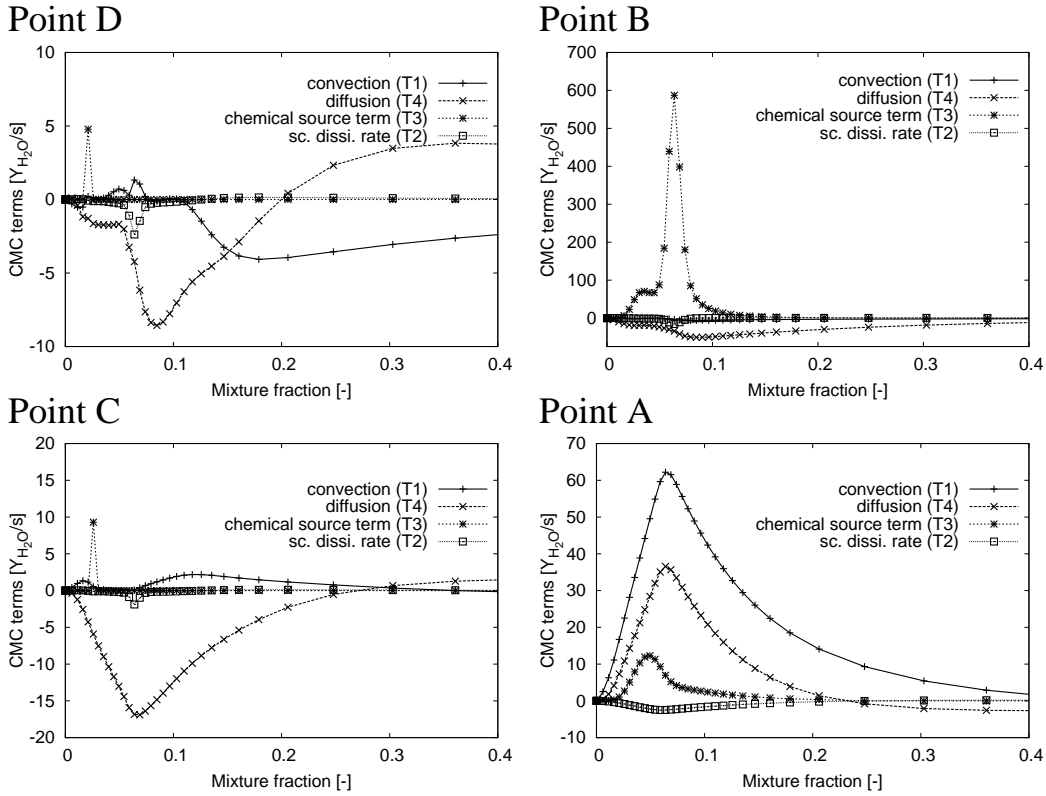 Point D
10
5
0
-5
-10
CMC terms [Y_H₂O/s]
convection (T1)
diffusion (T4)
chemical source term (T3)
sc. dissi. rate (T2)
0 0.1 0.2 0.3 0.4
Mixture fraction [-]
Point B
700
600
500
400
300
200
100
0
-100
CMC terms [Y_H₂O/s]
convection (T1)
diffusion (T4)
chemical source term (T3)
sc. dissi. rate (T2)
0 0.1 0.2 0.3 0.4
Mixture fraction [-]
Point C
20
15
10
5
0
-5
-10
-15
-20
CMC terms [Y_H₂O/s]
convection (T1)
diffusion (T4)
chemical source term (T3)
sc. dissi. rate (T2)
0 0.1 0.2 0.3 0.4
Mixture fraction [-]
Point A
70
60
50
40
30
20
10
0
-10
CMC terms [Y_H₂O/s]
convection (T1)
diffusion (T4)
chemical source term (T3)
sc. dissi. rate (T2)
0 0.1 0.2 0.3 0.4
Mixture fraction [-]